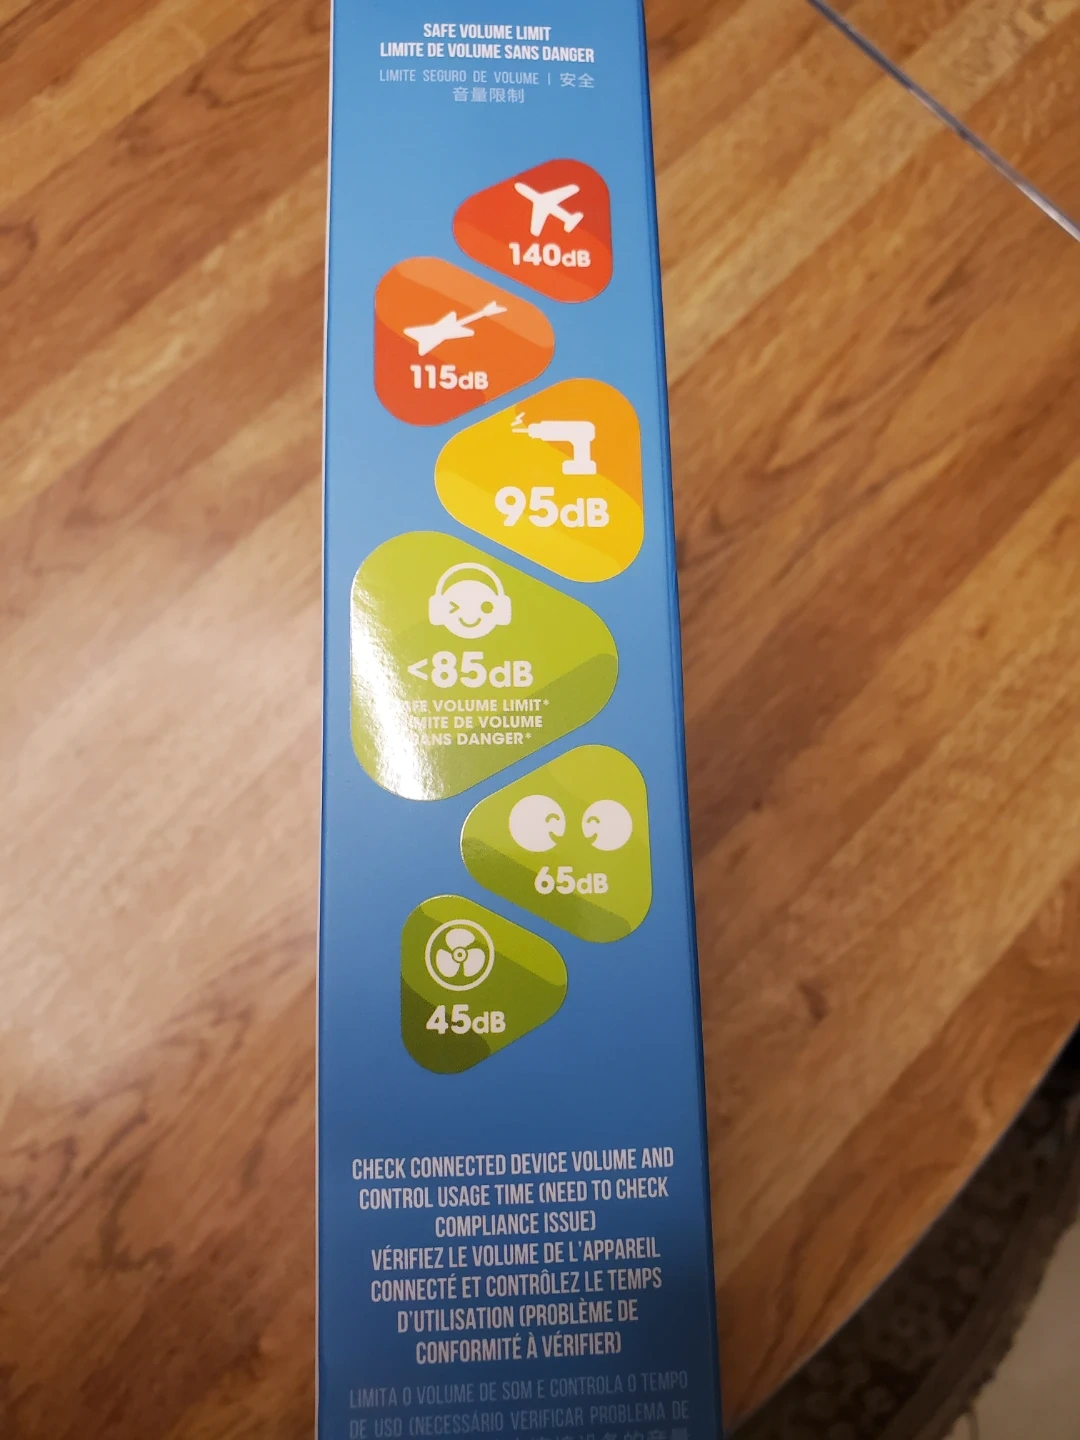 SAFE VOLUME LIMIT
LIMITE DE VOLUME SANS DANGER
LIMITE SEGURO DE VOLUME | 安全
音量限制
140dB
115dB
95dB
<85dB
VOLUME LIMIT*
DE VOLUME
DANGER*
65dB
45dB
CHECK CONNECTED DEVICE VOLUME AND
CONTROL USAGE TIME (NEED TO CHECK
COMPLIANCE ISSUE)
VÉRIFIEZ LE VOLUME DE L'APPAREIL
CONNECTÉ ET CONTRÔLEZ LE TEMPS
D'UTILISATION (PROBLÈME DE
CONFORMITÉ À VÉRIFIER)
LIMITA O VOLUME DE SOM E CONTROLA O TEMPO
DE USO (NECESSÁRIO VERIFICAR PROBLEMA DE